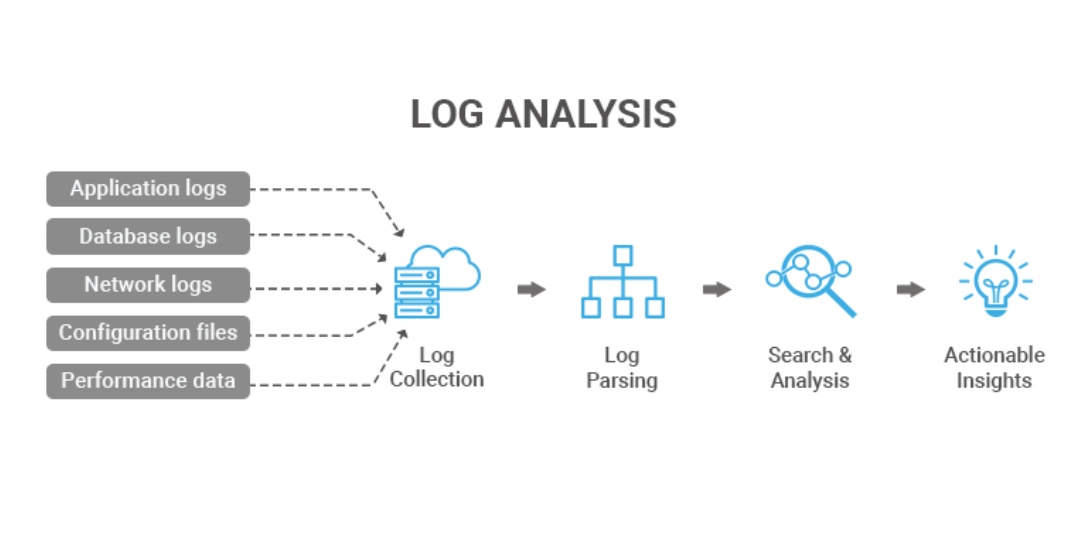 LOG ANALYSIS
Application logs
Database logs
Network logs
Configuration files
Performance data
Log
Collection
Log
Parsing
Search &
Analysis
Actionable
Insights